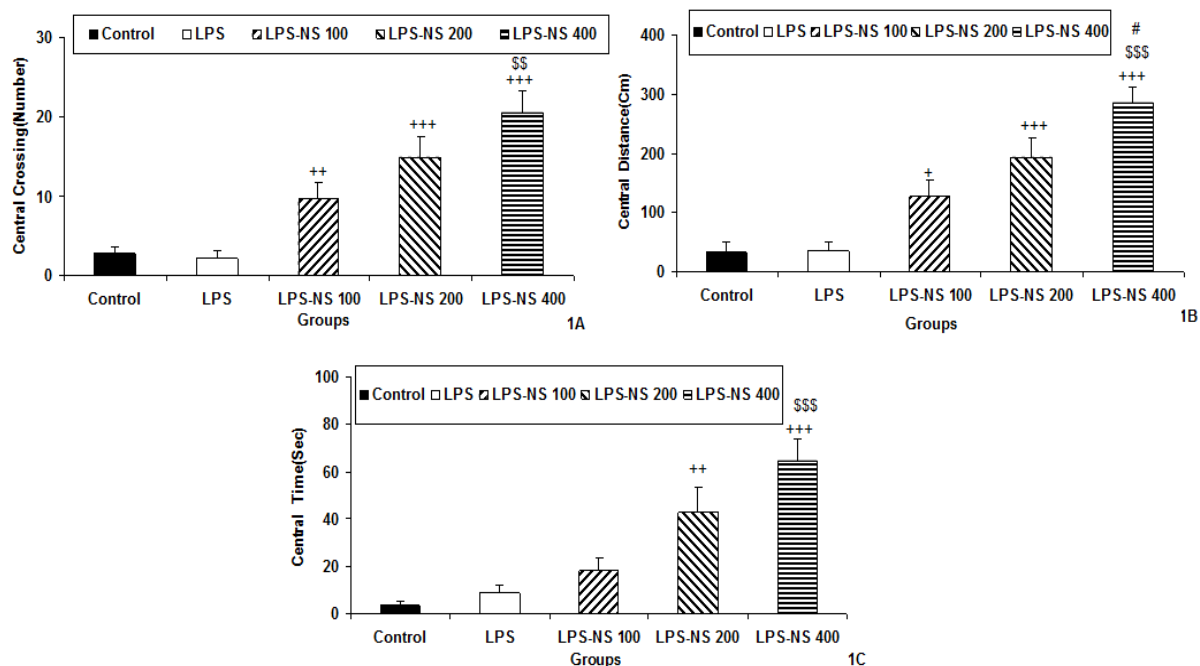 Control LPS LPS-NS 100 LPS-NS 200 LPS-NS 400
30
20
10
0
Central Crossing(Number)
++
+++
$$
+++
Control LPS LPS-NS 100 LPS-NS 200 LPS-NS 400
Groups
1A
Control LPS LPS-NS 100 LPS-NS 200 LPS-NS 400
400
300
200
100
0
Central Distance(Cm)
+
+++
#
$$$
+++
Control LPS LPS-NS 100 LPS-NS 200 LPS-NS 400
Groups
1B
Control LPS LPS-NS 100 LPS-NS 200 LPS-NS 400
100
80
60
40
20
0
Central Time(Sec)
++
$$$
+++
Control LPS LPS-NS 100 LPS-NS 200 LPS-NS 400
Groups
1C